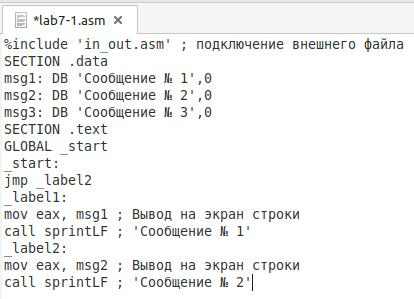 *lab7-1.asm
%include 'in_out.asm' ; подключение внешнего файла
SECTION .data
msg1: DB 'Сообщение № 1',0
msg2: DB 'Сообщение № 2',0
msg3: DB 'Сообщение № 3',0
SECTION .text
GLOBAL _start
_start:
jmp _label2
_label1:
mov eax, msg1 ; Вывод на экран строки
call sprintLF ; 'Сообщение № 1'
_label2:
mov eax, msg2 ; Вывод на экран строки
call sprintLF ; 'Сообщение № 2'